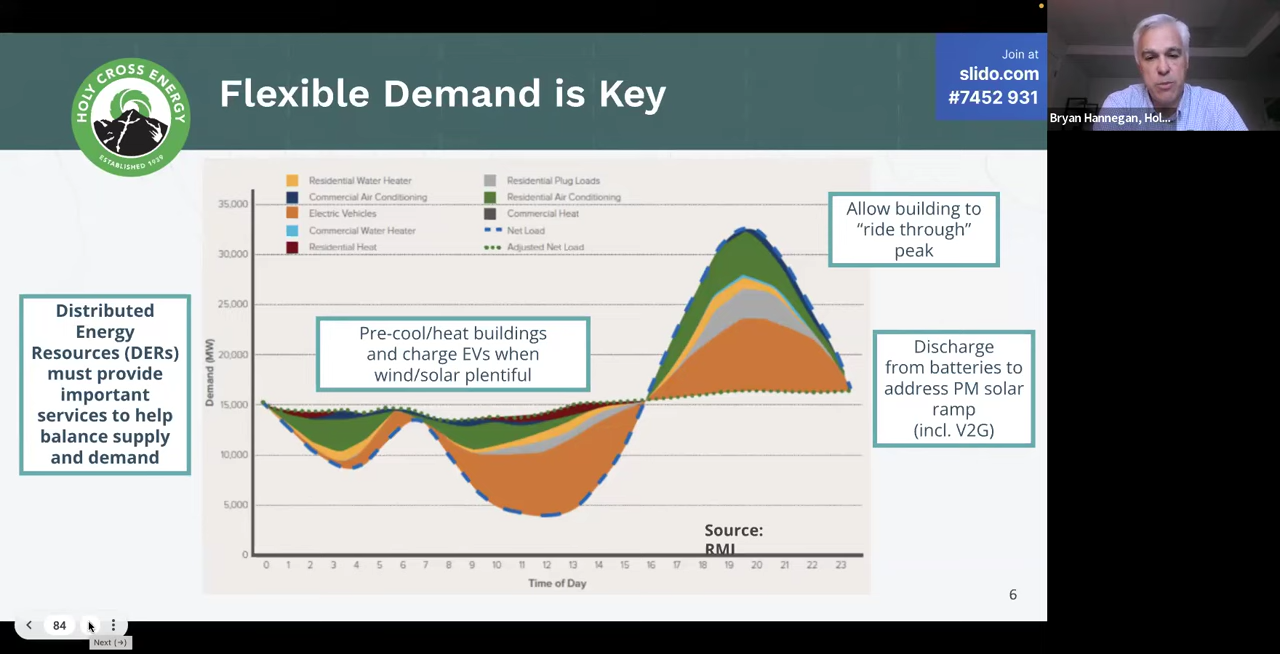 HOLY CROSS ENERGY
ESTABLISHED 1939
Flexible Demand is Key
Join at
slido.com
#7452 931
Bryan Hannegan, Hol...
Residential Water Heater
Commercial Air Conditioning
Electric Vehicles
Commercial Water Heater
Residential Heat
Residential Plug Loads
Residential Air Conditioning
Commercial Heat
Net Load
Adjusted Net Load
Allow building to
“ride through”
peak
Distributed
Energy
Resources (DERs)
must provide
important
services to help
balance supply
and demand
Pre-cool/heat buildings
and charge EVs when
wind/solar plentiful
Discharge
from batteries to
address PM solar
ramp
(incl. V2G)
Demand (MW)
35,000
30,000
25,000
20,000
15,000
10,000
5,000
0
Source:
RMI
0 1 2 3 4 5 6 7 8 9 10 11 12 13 14 15 16 17 18 19 20 21 22 23
Time of Day
6
84
Next (→)